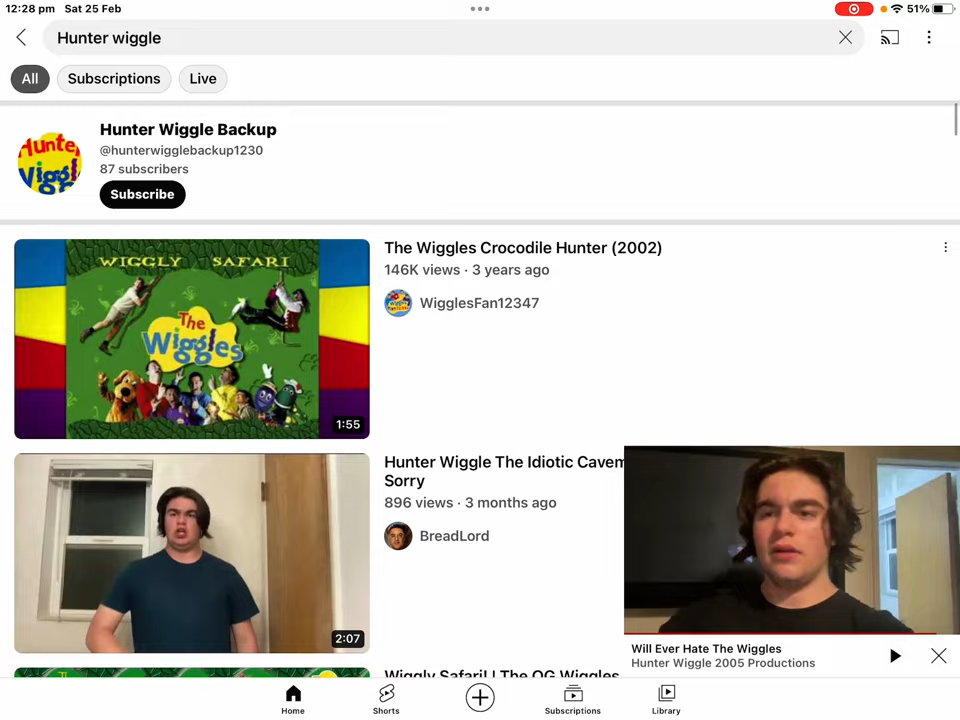 12:28 pm Sat 25 Feb
51%
Hunter wiggle
All
Subscriptions
Live
Hunter Wiggle Backup
@hunterwigglebackup1230
87 subscribers
Subscribe
Hunte
Wiggl
WIGGLY SAFARI
The
Wiggles
1:55
The Wiggles Crocodile Hunter (2002)
146K views · 3 years ago
WigglesFan12347
2:07
Hunter Wiggle The Idiotic
Sorry
896 views · 3 months ago
BreadLord
Will Ever Hate The Wiggles
Hunter Wiggle 2005 Productions
Wiggly Safari! | The OG Wiggles
Home
Shorts
Subscriptions
Library